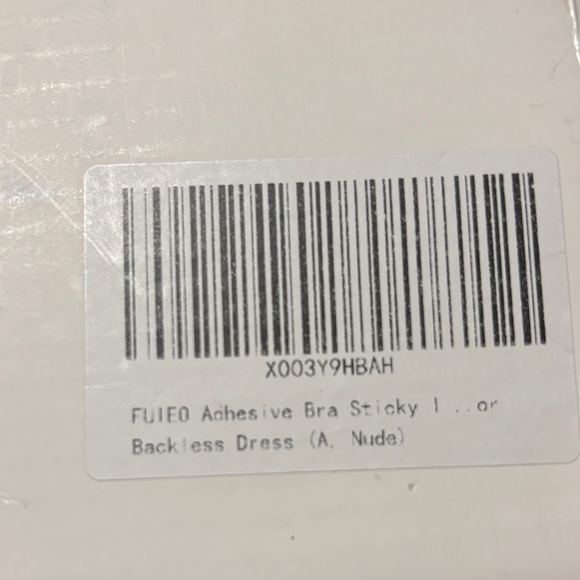 X003Y9HBAH
FUIEO Adhesive Bra Sticky I ...or
Backless Dress (A, Nude)